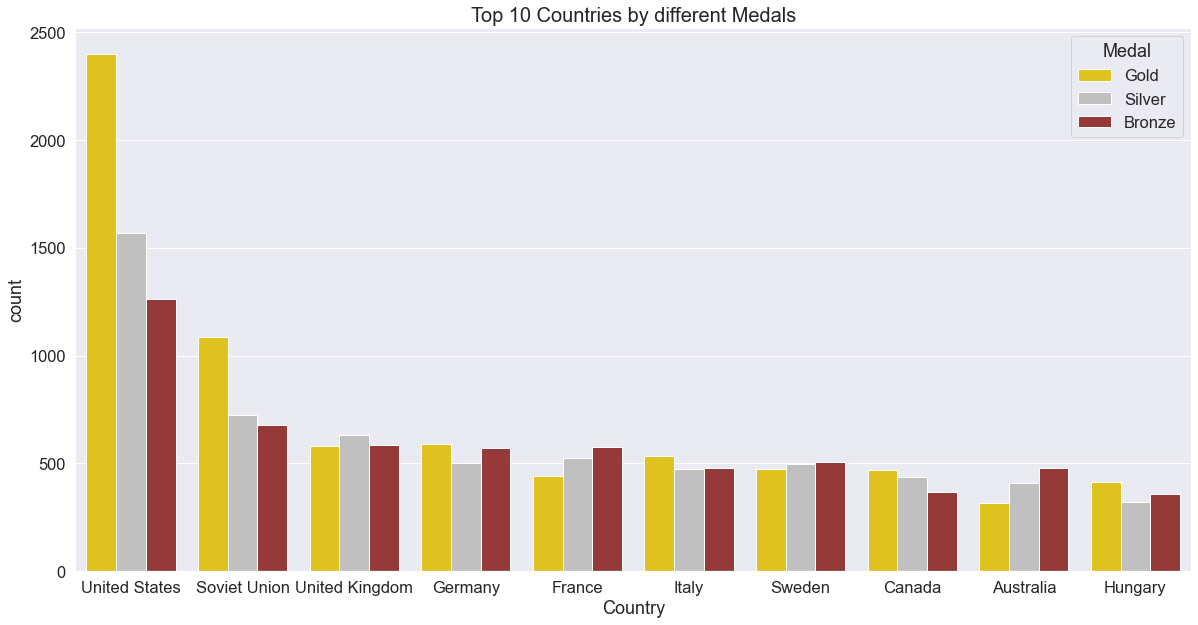 Top 10 Countries by different Medals
2500
2000
1500
1000
500
0
count
Medal
Gold
Silver
Bronze
United States Soviet Union United Kingdom Germany France Italy Sweden Canada Australia Hungary
Country